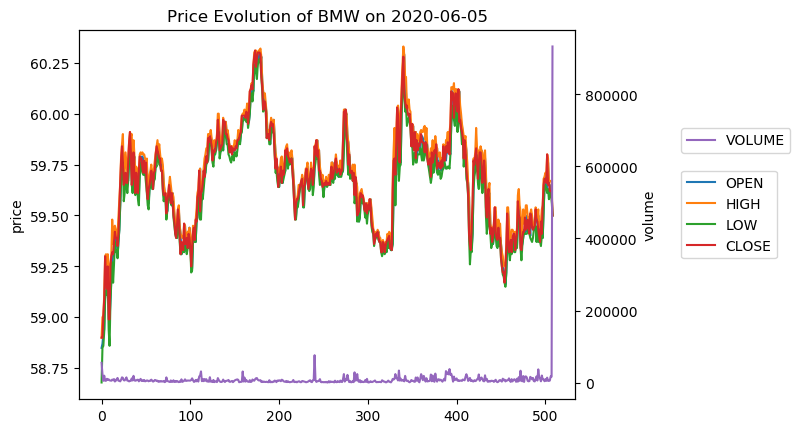 Price Evolution of BMW on 2020-06-05
price
60.25
60.00
59.75
59.50
59.25
59.00
58.75
0
100
200
300
400
500
800000
600000
400000
200000
0
volume
VOLUME
OPEN
HIGH
LOW
CLOSE